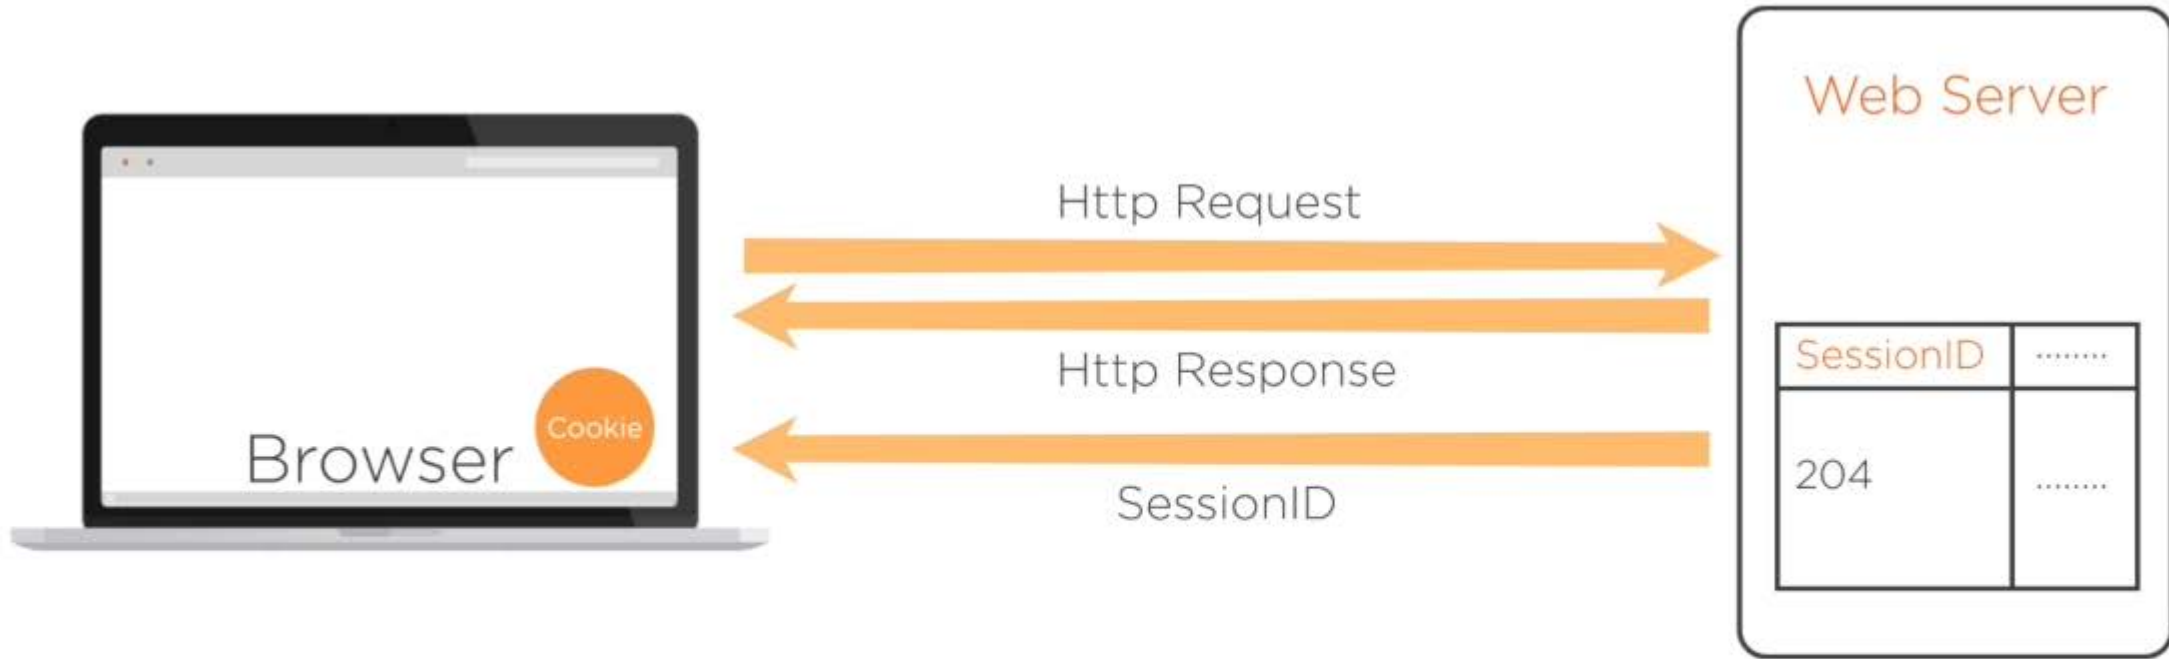 Web Server
Http Request
Http Response
SessionID ........
Cookie
Browser
204 ........
SessionID